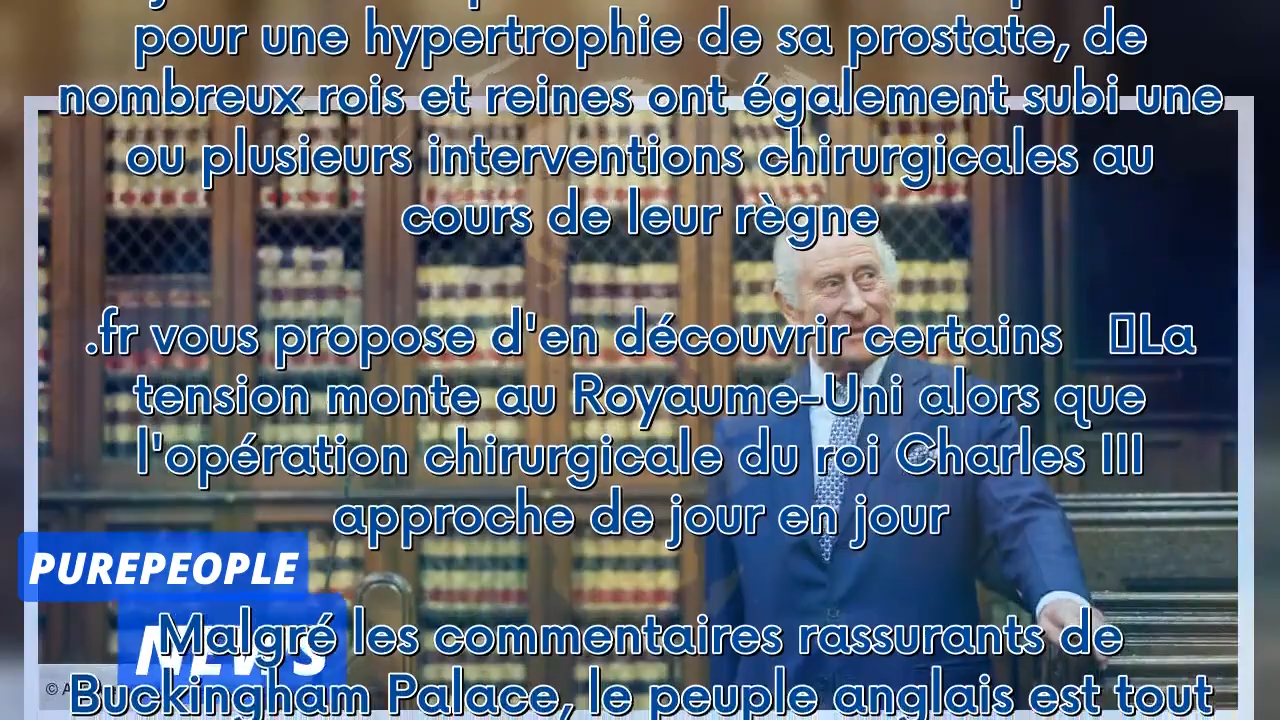 pour une hypertrophie de sa prostate, de
nombreux rois et reines ont également subi une
ou plusieurs interventions chirurgicales au
cours de leur règne
.fr vous propose d'en découvrir certains La
tension monte au Royaume-Uni alors que
l'opération chirurgicale du roi Charles III
approche de jour en jour
PUREPEOPLE
Malgré les commentaires rassurants de
NEWS
©
Buckingham Palace, le peuple anglais est tout